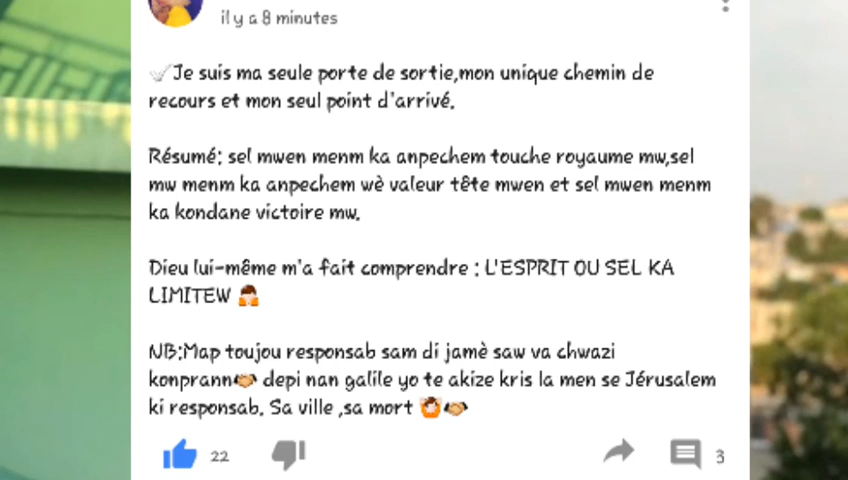 il y a 8 minutes
✅Je suis ma seule porte de sortie,mon unique chemin de
recours et mon seul point d'arrivé.
Résumé: sel mwen menm ka anpechem touche royaume mw,sel
mw menm ka anpechem wè valeur tête mwen et sel mwen menm
ka kondane victoire mw.
Dieu lui-même m'a fait comprendre : L'ESPRIT OU SEL KA
LIMITEW 🙇
NB:Map toujou responsab sam di jamè saw va chwazi
konprann🤝 depi nan galile yo te akize kris la men se Jérusalem
ki responsab. Sa ville ,sa mort 🙆🤝
22
3